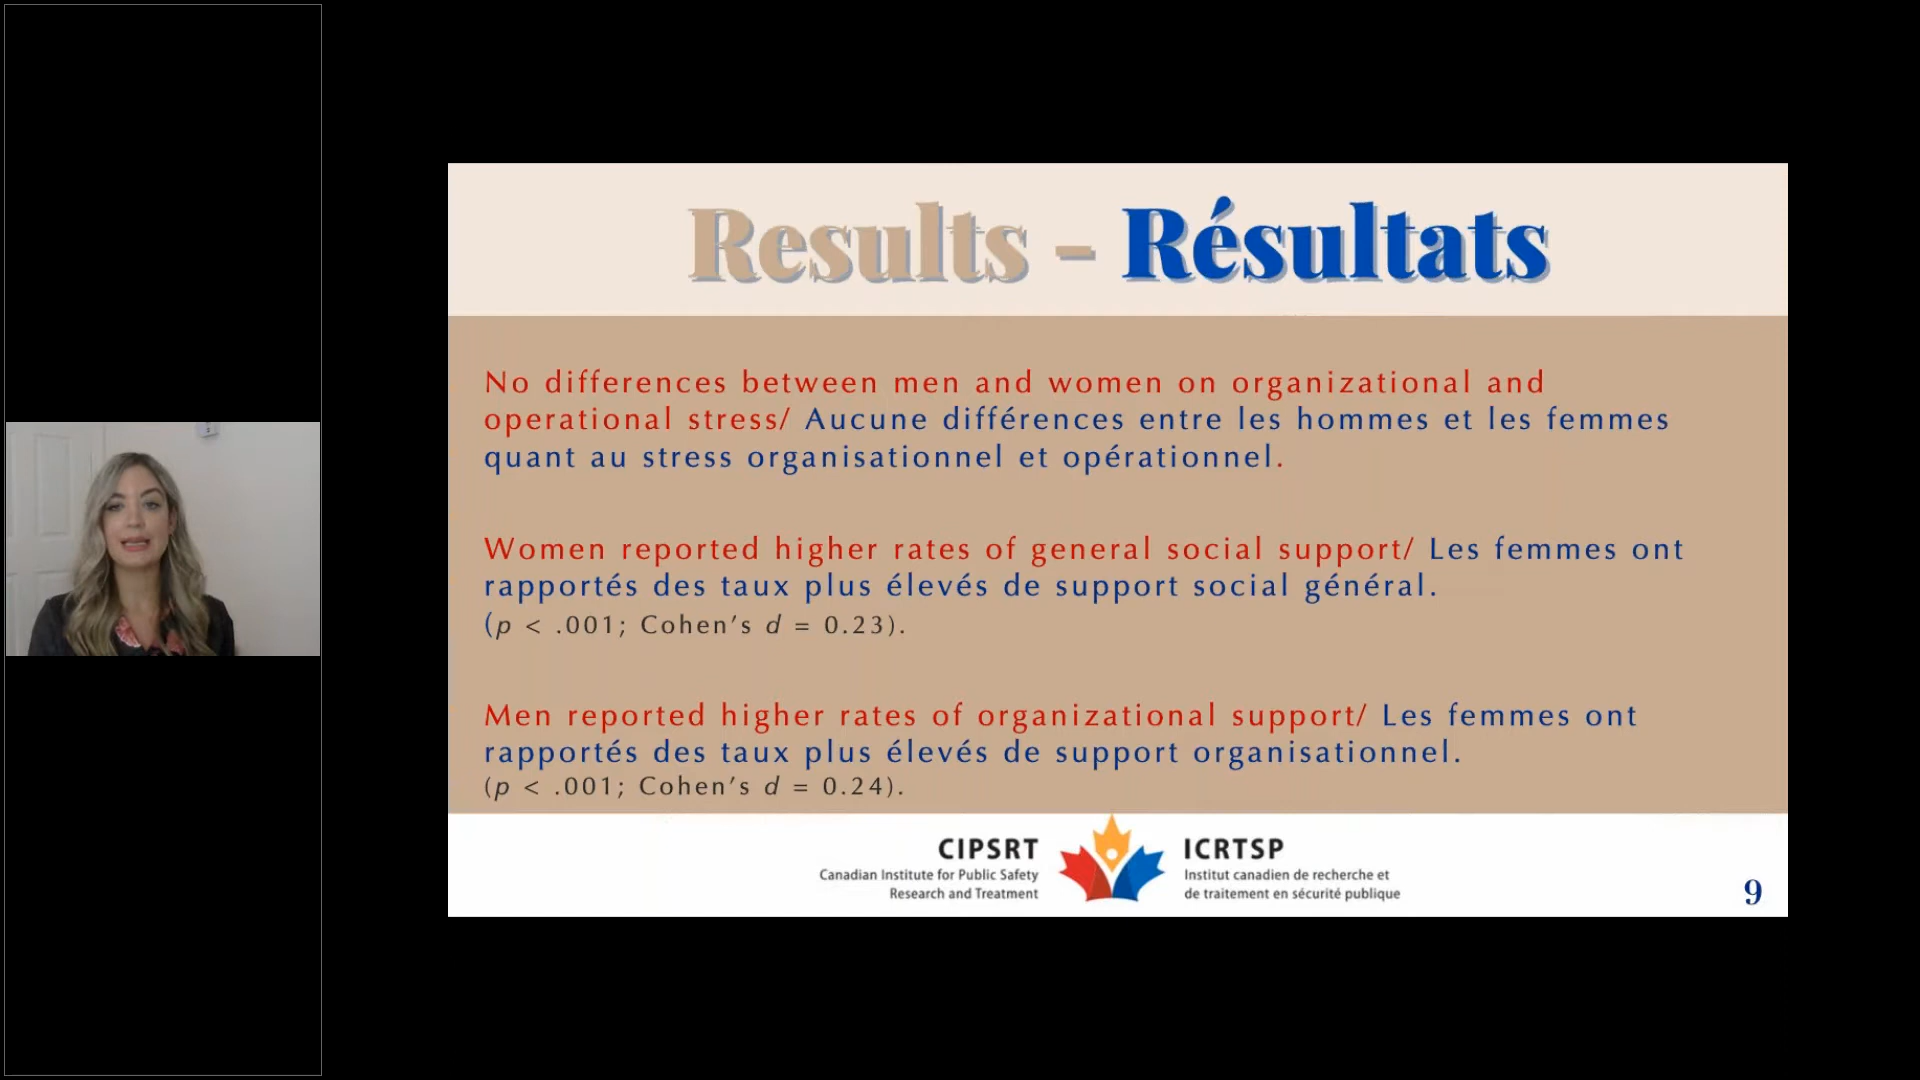 Results - Résultats
No differences between men and women on organizational and
operational stress/ Aucune différences entre les hommes et les femmes
quant au stress organisationnel et opérationnel.
Women reported higher rates of general social support/ Les femmes ont
rapportés des taux plus élevés de support social général.
(p < .001; Cohen’s d = 0.23).
Men reported higher rates of organizational support/ Les femmes ont
rapportés des taux plus élevés de support organisationnel.
(p < .001; Cohen’s d = 0.24).
CIPSRT
Canadian Institute for Public Safety
Research and Treatment
ICRTSP
Institut canadien de recherche et
de traitement en sécurité publique
9